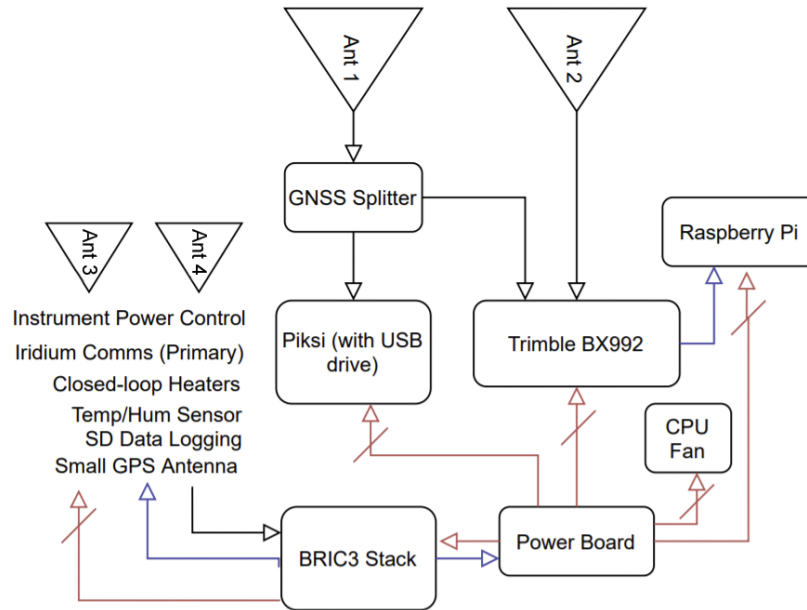 Ant 1
Ant 2
GNSS Splitter
Raspberry Pi
Ant 3
Ant 4
Instrument Power Control
Iridium Comms (Primary)
Closed-loop Heaters
Temp/Hum Sensor
SD Data Logging
Small GPS Antenna
Piksi (with USB
drive)
Trimble BX992
CPU
Fan
BRIC3 Stack
Power Board